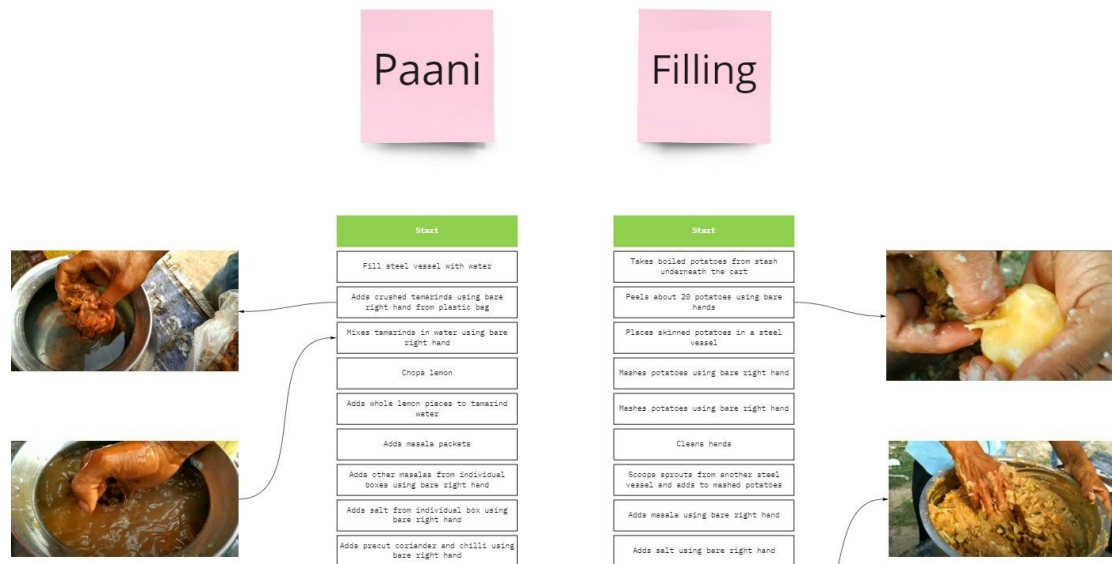 Paani
Filling
Start
Fill steel vessel with water
Adds crushed tamarinds using bare
right hand from plastic bag
Mixes tamarinds in water using bare
right hand
Chops lemon
Adds whole lemon pieces to tamarind
water
Adds masala packets
Adds other masalas from individual
boxes using bare right hand
Adds salt from individual box using
bare right hand
Adds precut coriander and chilli using
bare right hand
Start
Takes boiled potatoes from stash
underneath the cart
Peels about 20 potatoes using bare
hands
Places skinned potatoes in a steel
vessel
Mashes potatoes using bare right hand
Mashes potatoes using bare right hand
Cleans hands
Scoops sprouts from another steel
vessel and adds to mashed potatoes
Adds masala using bare right hand
Adds salt using bare right hand